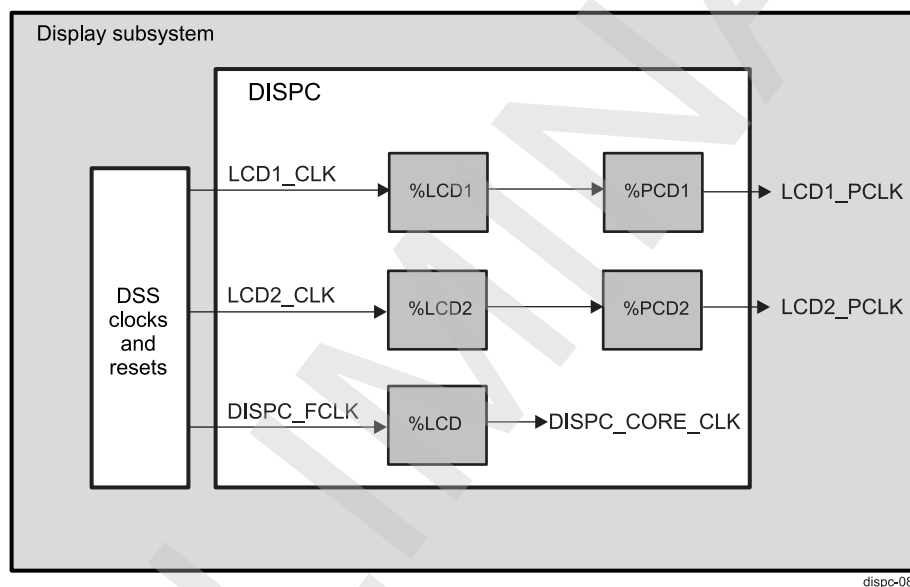 Display subsystem
DISPC
LCD1_CLK
%LCD1
%PCD1
LCD1_PCLK
DSS
clocks
and
resets
LCD2_CLK
%LCD2
%PCD2
LCD2_PCLK
DISPC_FCLK
%LCD
DISPC_CORE_CLK